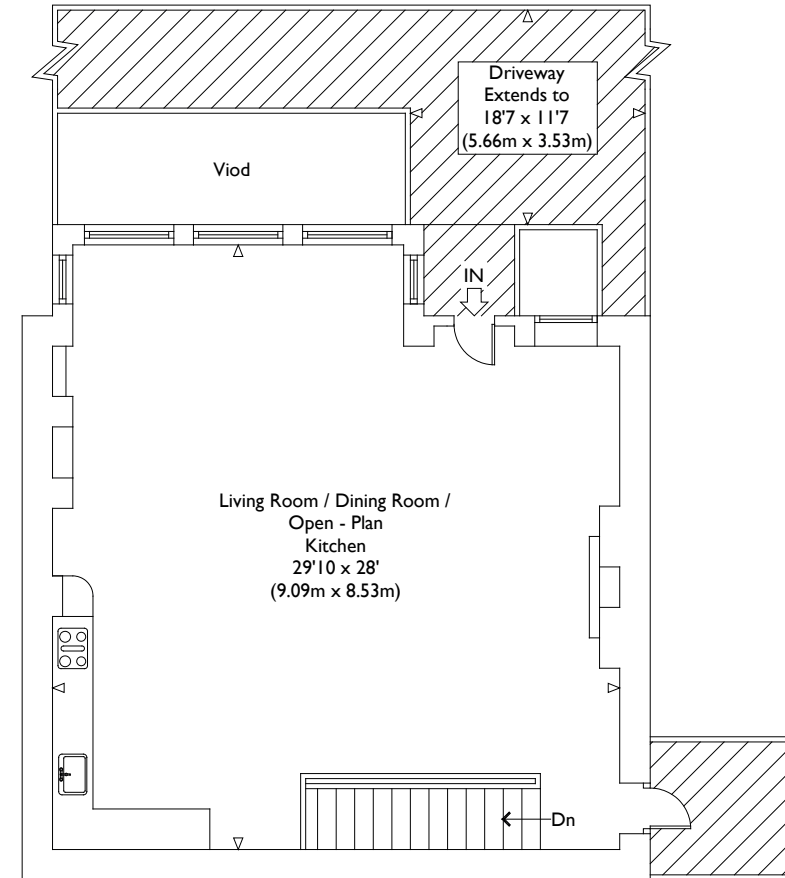 Driveway
Extends to
18'7 x 11'7
(5.66m x 3.53m)
Viod
IN
Living Room / Dining Room /
Open - Plan
Kitchen
29'10 x 28'
(9.09m x 8.53m)
Dn